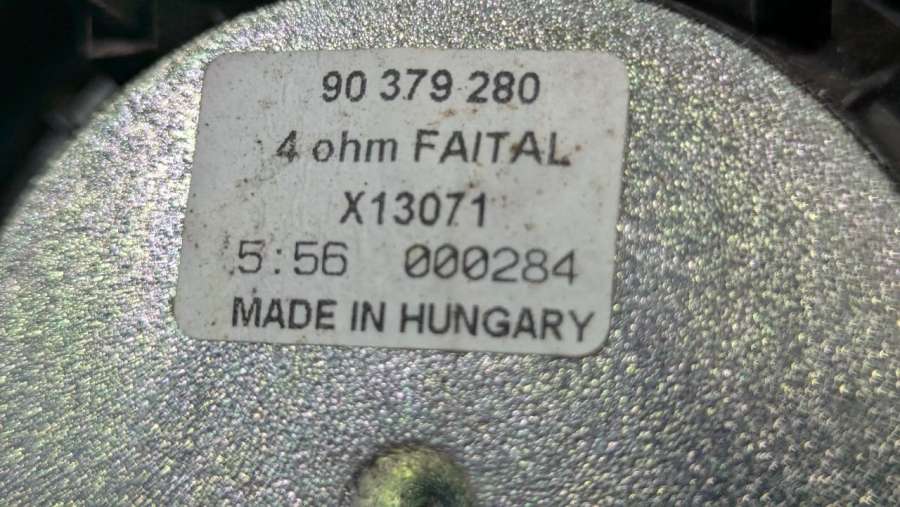 90 379 280
4 ohm FAITAL
X13071
5:56 000284
MADE IN HUNGARY